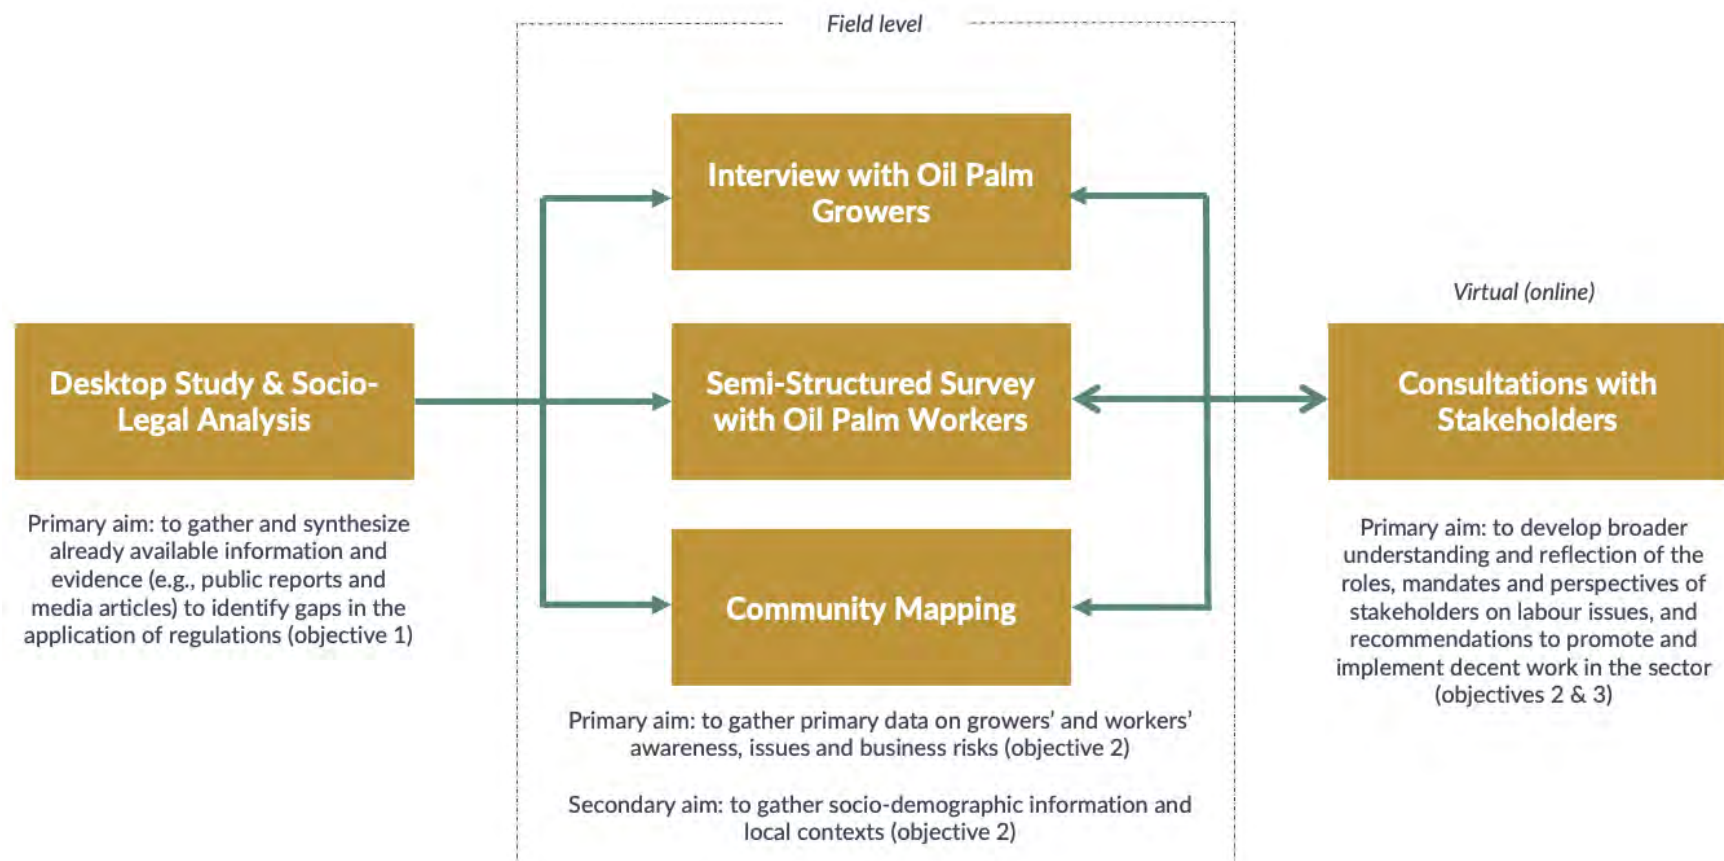 Field level
Interview with Oil Palm
Growers
Virtual (online)
Desktop Study & Socio-
Legal Analysis
Semi-Structured Survey
with Oil Palm Workers
Consultations with
Stakeholders
Primary aim: to gather and synthesize
already available information and
evidence (e.g., public reports and
media articles) to identify gaps in the
application of regulations (objective 1)
Community Mapping
Primary aim: to gather primary data on growers’ and workers’
awareness, issues and business risks (objective 2)
Secondary aim: to gather socio-demographic information and
local contexts (objective 2)
Primary aim: to develop broader
understanding and reflection of the
roles, mandates and perspectives of
stakeholders on labour issues, and
recommendations to promote and
implement decent work in the sector
(objectives 2 & 3)